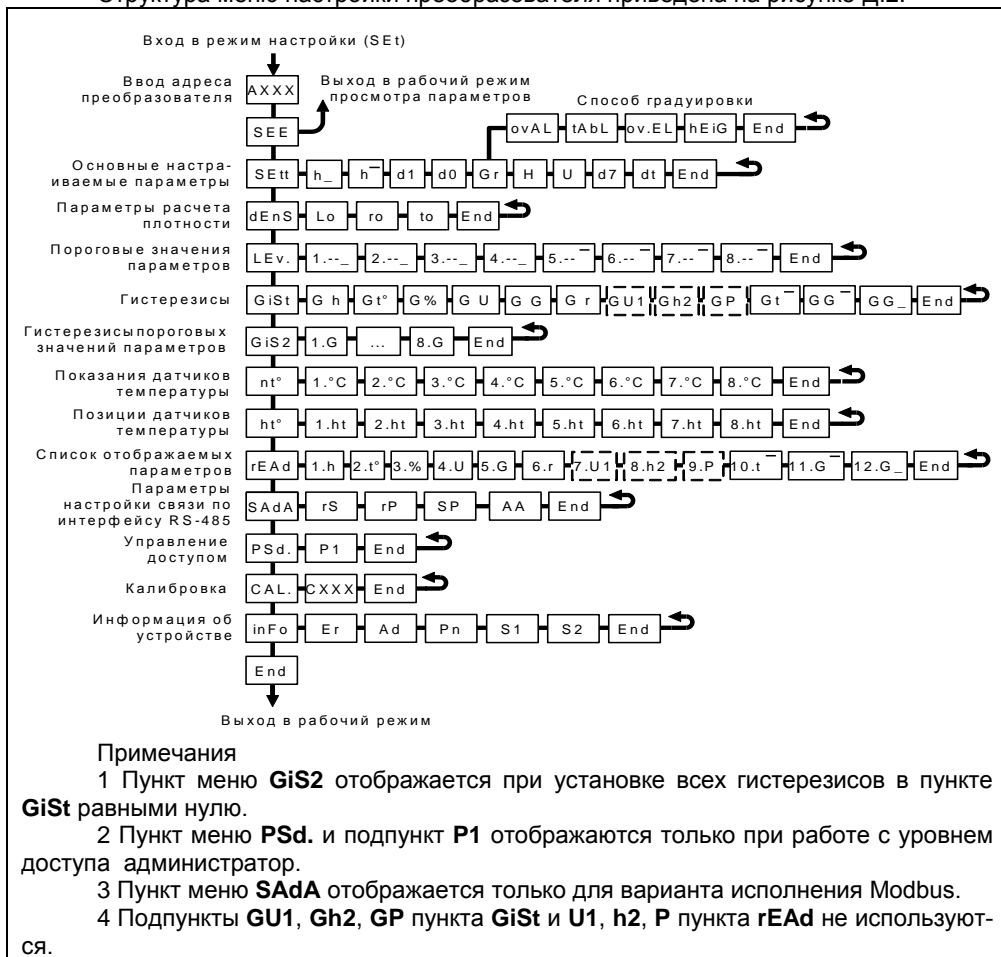 Структура меню настройки преобразователя приведена на рисунке Д.2.
Вход в режим настройки (SEt)
Ввод адреса преобразователя
AXXX
Выход в рабочий режим просмотра параметров
SEE
Способ градуировки
ovAL tAbL ov.EL hEiG End
Основные настра-
иваемые параметры
SEtt h_ h¯ d1 d0 Gr H U d7 dt End
Параметры расчета
плотности
dEnS Lo ro to End
Пороговые значения
параметров
LEv. 1.--_ 2.--_ 3.--_ 4.--_ 5.--¯ 6.--¯ 7.--¯ 8.--¯ End
Гистерезисы
GiSt G h Gt° G% G U G G G r GU1 Gh2 GP Gt¯ GG¯ GG_ End
Гистерезисыпороговых
значений параметров
GiS2 1.G ... 8.G End
Показания датчиков
температуры
nt° 1.°C 2.°C 3.°C 4.°C 5.°C 6.°C 7.°C 8.°C End
Позиции датчиков
температуры
ht° 1.ht 2.ht 3.ht 4.ht 5.ht 6.ht 7.ht 8.ht End
Список отображаемых
параметров
rEAd 1.h 2.t° 3.% 4.U 5.G 6.r 7.U1 8.h2 9.P 10.t¯ 11.G¯ 12.G_ End
Параметры
настройки связи по
интерфейсу RS-485
SAdA rS rP SP AA End
Управление
доступом
PSd. P1 End
Калибровка
CAL. CXXX End
Информация об
устройстве
inFo Er Ad Pn S1 S2 End
End
Выход в рабочий режим
Примечания
1 Пункт меню GiS2 отображается при установке всех гистерезисов в пункте
GiSt равными нулю.
2 Пункт меню PSd. и подпункт P1 отображаются только при работе с уровнем
доступа администратор.
3 Пункт меню SAdA отображается только для варианта исполнения Modbus.
4 Подпункты GU1, Gh2, GP пункта GiSt и U1, h2, P пункта rEAd не используют-
ся.